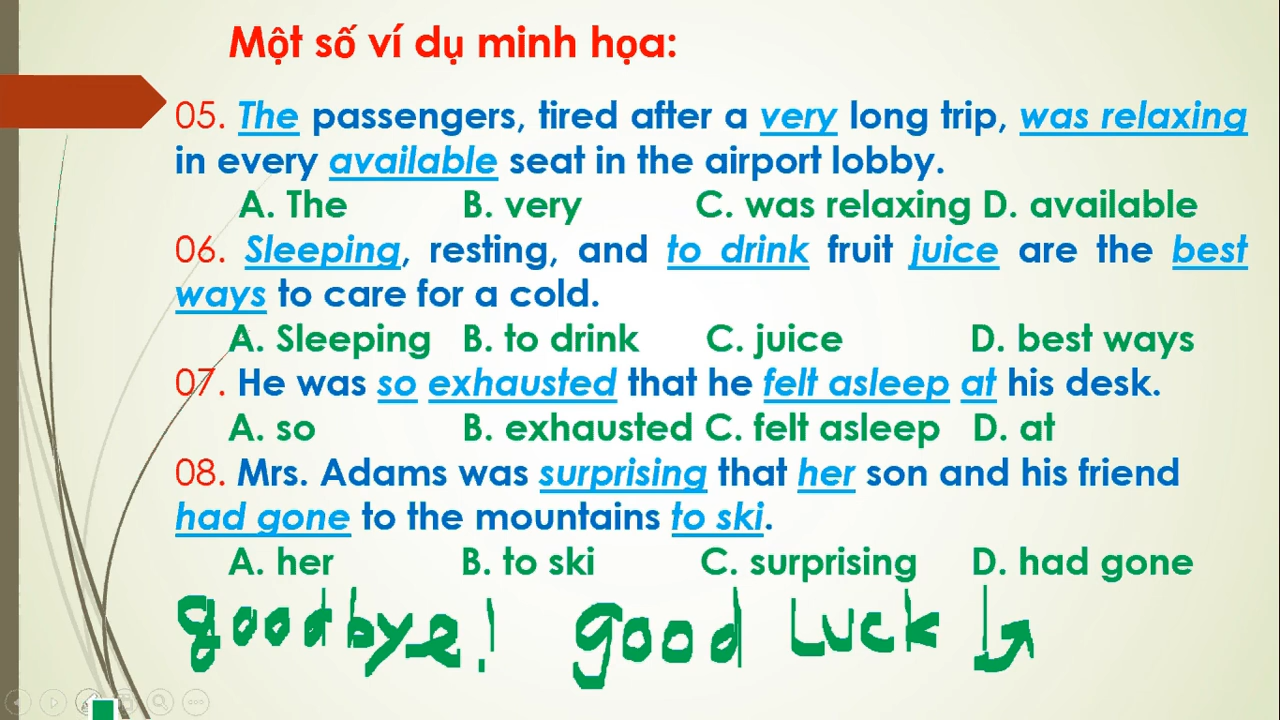 Một số ví dụ minh họa:
05. The passengers, tired after a very long trip, was relaxing
in every available seat in the airport lobby.
A. The B. very C. was relaxing D. available
06. Sleeping, resting, and to drink fruit juice are the best
ways to care for a cold.
A. Sleeping B. to drink C. juice D. best ways
07. He was so exhausted that he felt asleep at his desk.
A. so B. exhausted C. felt asleep D. at
08. Mrs. Adams was surprising that her son and his friend
had gone to the mountains to ski.
A. her B. to ski C. surprising D. had gone
goodbye! good luck